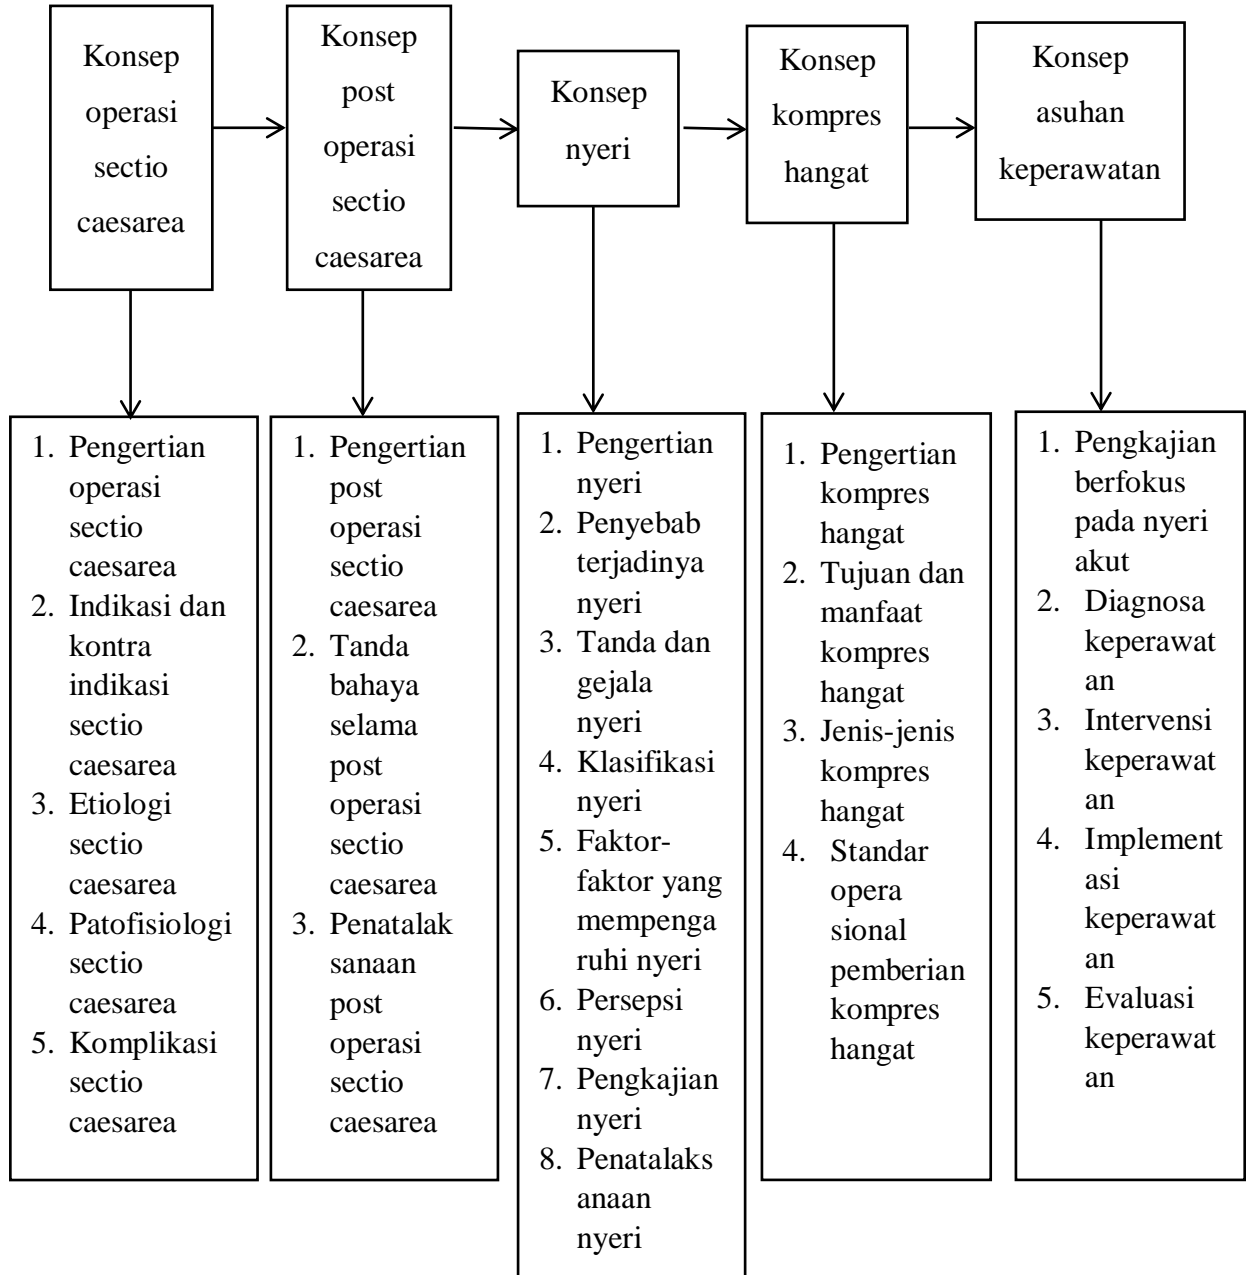 Konsep
operasi
sectio
caesarea
Konsep
post
operasi
sectio
caesarea
Konsep
nyeri
Konsep
kompres
hangat
Konsep
asuhan
keperawatan
1. Pengertian
operasi
sectio
caesarea
2. Indikasi dan
kontra
indikasi
sectio
caesarea
3. Etiologi
sectio
caesarea
4. Patofisiologi
sectio
caesarea
5. Komplikasi
sectio
caesarea
1. Pengertian
post
operasi
sectio
caesarea
2. Tanda
bahaya
selama
post
operasi
sectio
caesarea
3. Penatalak
sanaan
post
operasi
sectio
caesarea
1. Pengertian
nyeri
2. Penyebab
terjadinya
nyeri
3. Tanda dan
gejala
nyeri
4. Klasifikasi
nyeri
5. Faktor-
faktor yang
mempenga
ruhi nyeri
6. Persepsi
nyeri
7. Pengkajian
nyeri
8. Penatalaks
anaan
nyeri
1. Pengertian
kompres
hangat
2. Tujuan dan
manfaat
kompres
hangat
3. Jenis-jenis
kompres
hangat
4. Standar
opera
sional
pemberian
kompres
hangat
1. Pengkajian
berfokus
pada nyeri
akut
2. Diagnosa
keperawat
an
3. Intervensi
keperawat
an
4. Implement
asi
keperawat
an
5. Evaluasi
keperawat
an